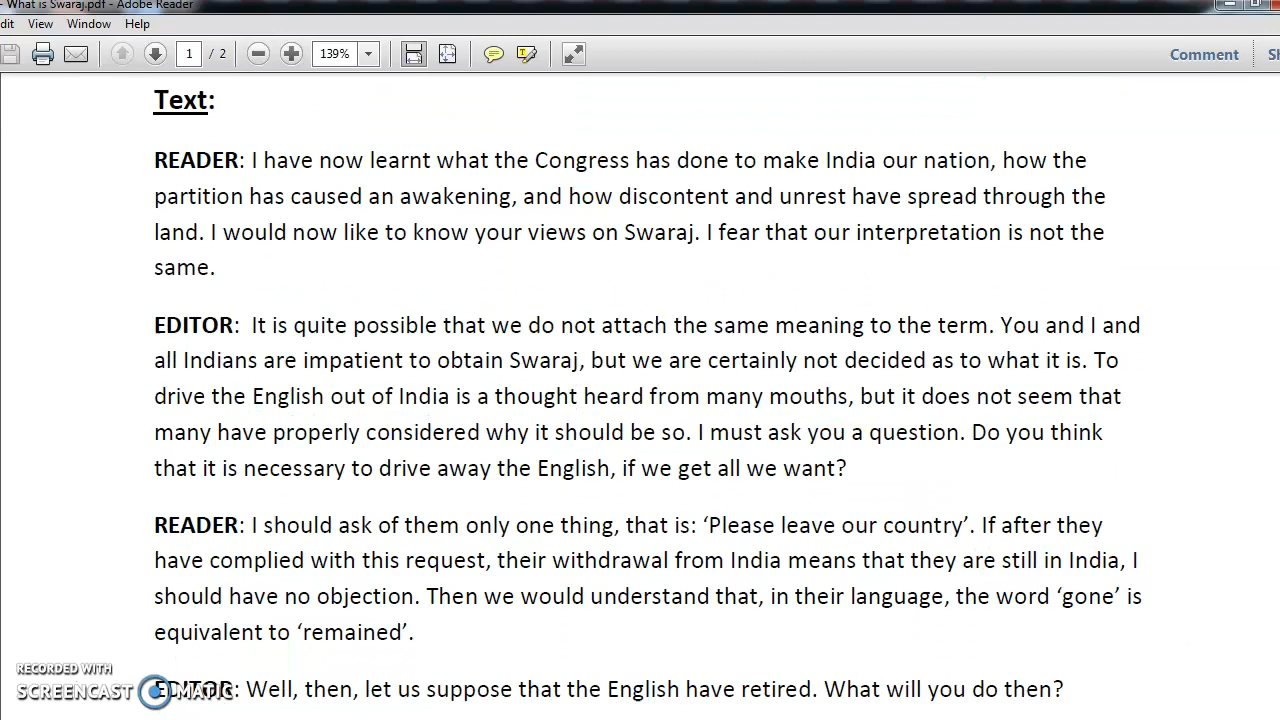 - What is Swaraj.pdf - Adobe Reader
dit View Window Help
1 / 2 139% Comment Sh
Text:
READER: I have now learnt what the Congress has done to make India our nation, how the
partition has caused an awakening, and how discontent and unrest have spread through the
land. I would now like to know your views on Swaraj. I fear that our interpretation is not the
same.
EDITOR:  It is quite possible that we do not attach the same meaning to the term. You and I and
all Indians are impatient to obtain Swaraj, but we are certainly not decided as to what it is. To
drive the English out of India is a thought heard from many mouths, but it does not seem that
many have properly considered why it should be so. I must ask you a question. Do you think
that it is necessary to drive away the English, if we get all we want?
READER: I should ask of them only one thing, that is: ‘Please leave our country’. If after they
have complied with this request, their withdrawal from India means that they are still in India, I
should have no objection. Then we would understand that, in their language, the word ‘gone’ is
equivalent to ‘remained’.
RECORDED WITH
SCREENCAST MATIC
EDITOR: Well, then, let us suppose that the English have retired. What will you do then?